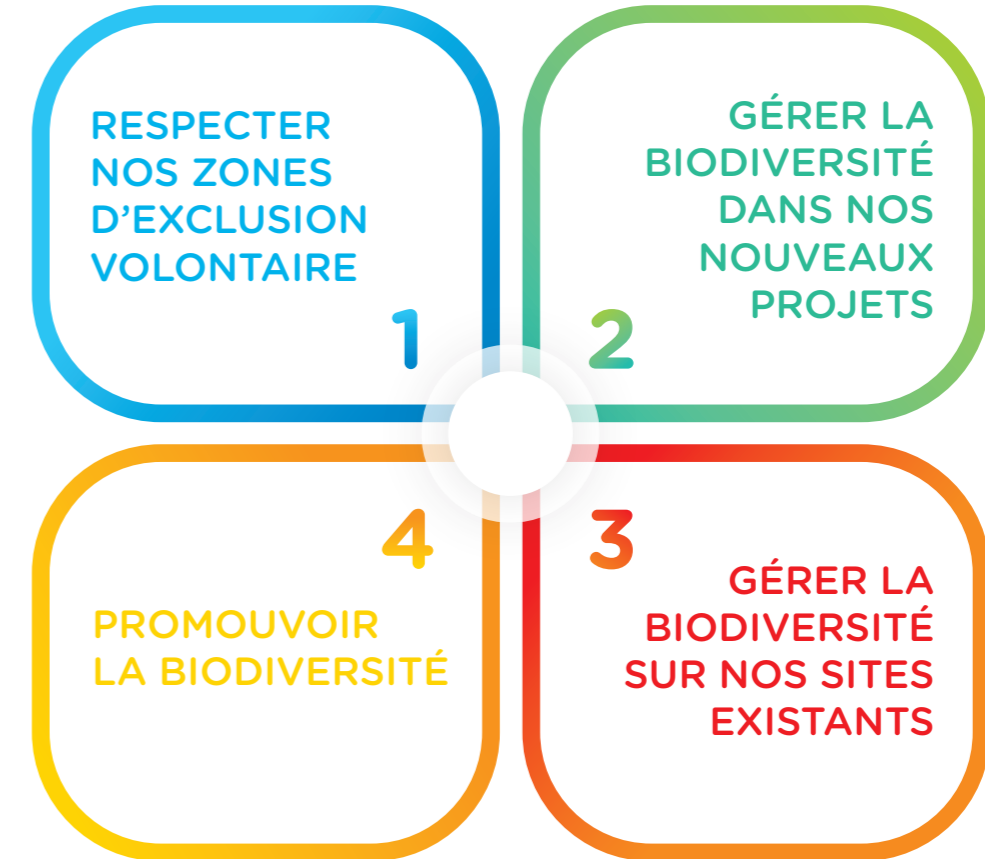 RESPECTER
NOS ZONES
D’EXCLUSION
VOLONTAIRE
1
GÉRER LA
BIODIVERSITÉ
DANS NOS
NOUVEAUX
PROJETS
2
3
GÉRER LA
BIODIVERSITÉ
SUR NOS SITES
EXISTANTS
4
PROMOUVOIR
LA BIODIVERSITÉ